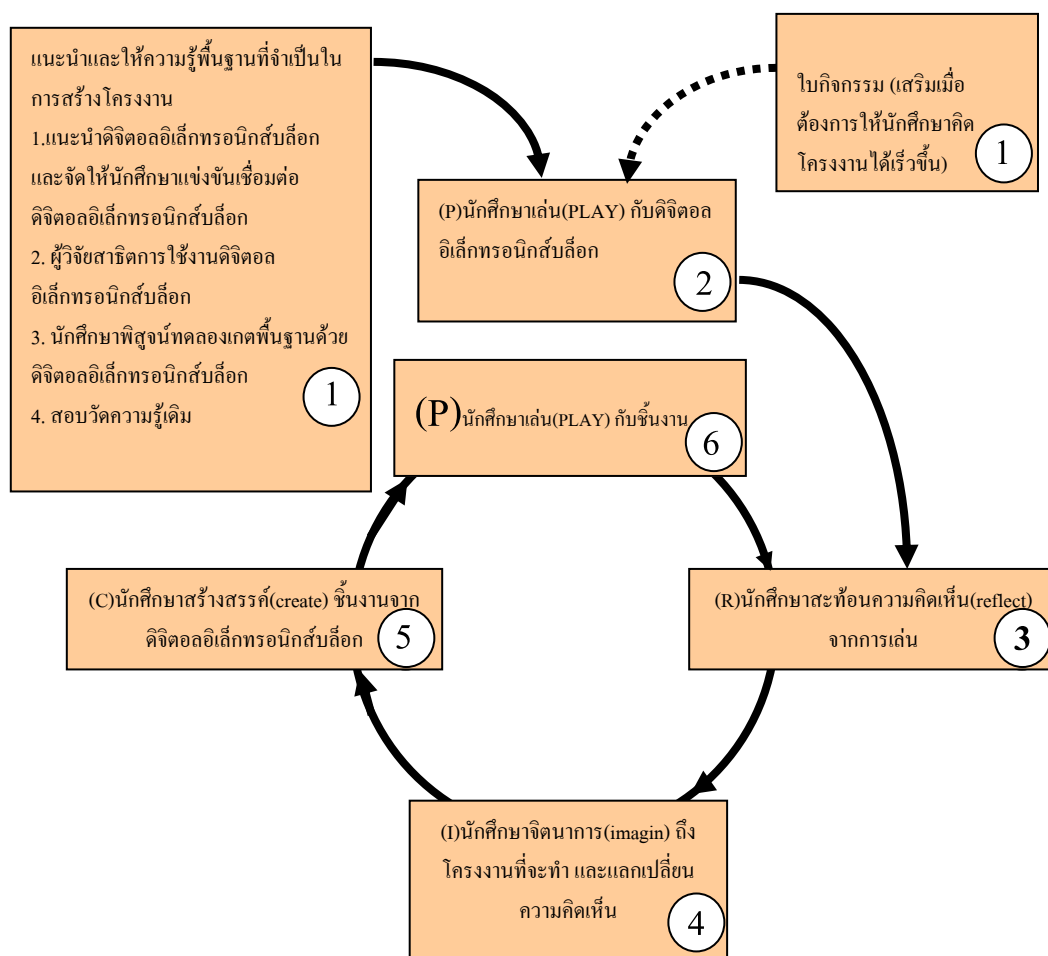 แนะนำและให้ความรู้พื้นฐานที่จำเป็นใน
การสร้างโครงงาน
1.แนะนำดิจิตอลอิเล็กทรอนิกส์บล็อก
และจัดให้นักศึกษาแข่งขันเชื่อมต่อ
ดิจิตอลอิเล็กทรอนิกส์บล็อก
2. ผู้วิจัยสาธิตการใช้งานดิจิตอล
อิเล็กทรอนิกส์บล็อก
3. นักศึกษาพิสูจน์ทดลองเกตพื้นฐานด้วย
ดิจิตอลอิเล็กทรอนิกส์บล็อก
4. สอบวัดความรู้เดิม
1
ใบกิจกรรม (เสริมเมื่อ
ต้องการให้นักศึกษาคิด
โครงงานได้เร็วขึ้น)
1
(P)นักศึกษาเล่น(PLAY) กับดิจิตอล
อิเล็กทรอนิกส์บล็อก
2
(P)นักศึกษาเล่น(PLAY) กับชิ้นงาน
6
(C)นักศึกษาสร้างสรรค์(create) ชิ้นงานจาก
ดิจิตอลอิเล็กทรอนิกส์บล็อก
5
(R)นักศึกษาสะท้อนความคิดเห็น(reflect)
จากการเล่น
3
(I)นักศึกษาจิตนาการ(imagin) ถึง
โครงงานที่จะทำ และแลกเปลี่ยน
ความคิดเห็น
4